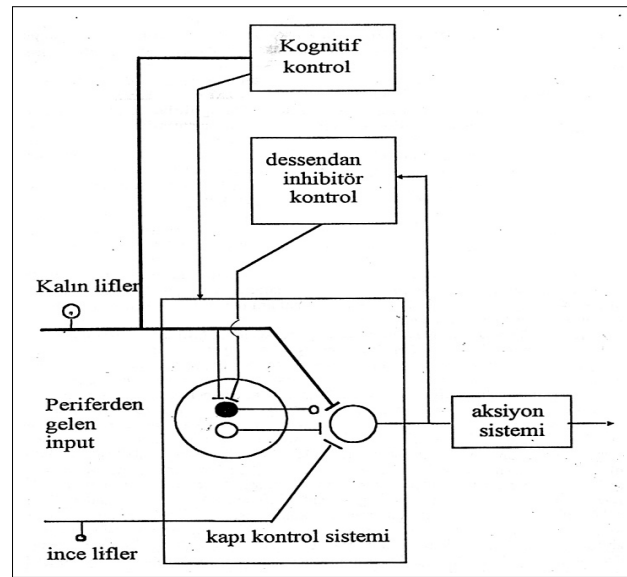 Kognitif
kontrol
dessendan
inhibitör
kontrol
Kalın lifler
Periferden
gelen
input
aksiyon
sistemi
kapı kontrol sistemi
ince lifler